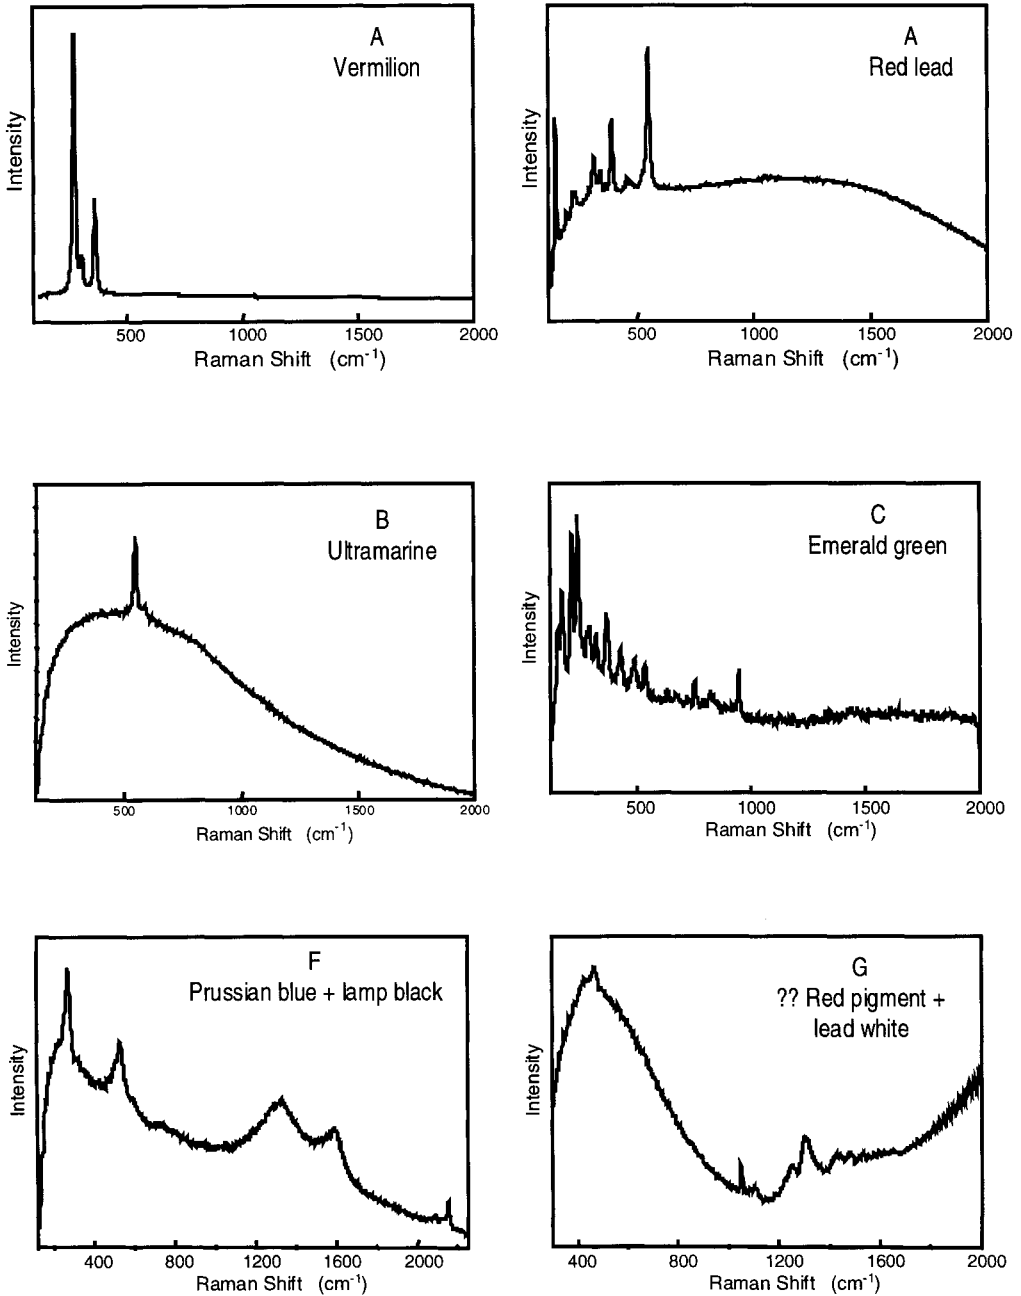 A
Vermilion
Intensity
500
1000
1500
2000
Raman Shift (cm-1)
A
Red lead
Intensity
500
1000
1500
2000
Raman Shift (cm-1)
B
Ultramarine
Intensity
500
1000
1500
2000
Raman Shift (cm-1)
C
Emerald green
Intensity
500
1000
1500
2000
Raman Shift (cm-1)
F
Prussian blue + lamp black
Intensity
400
800
1200
1600
2000
Raman Shift (cm-1)
G
?? Red pigment +
lead white
Intensity
400
800
1200
1600
2000
Raman Shift (cm-1)